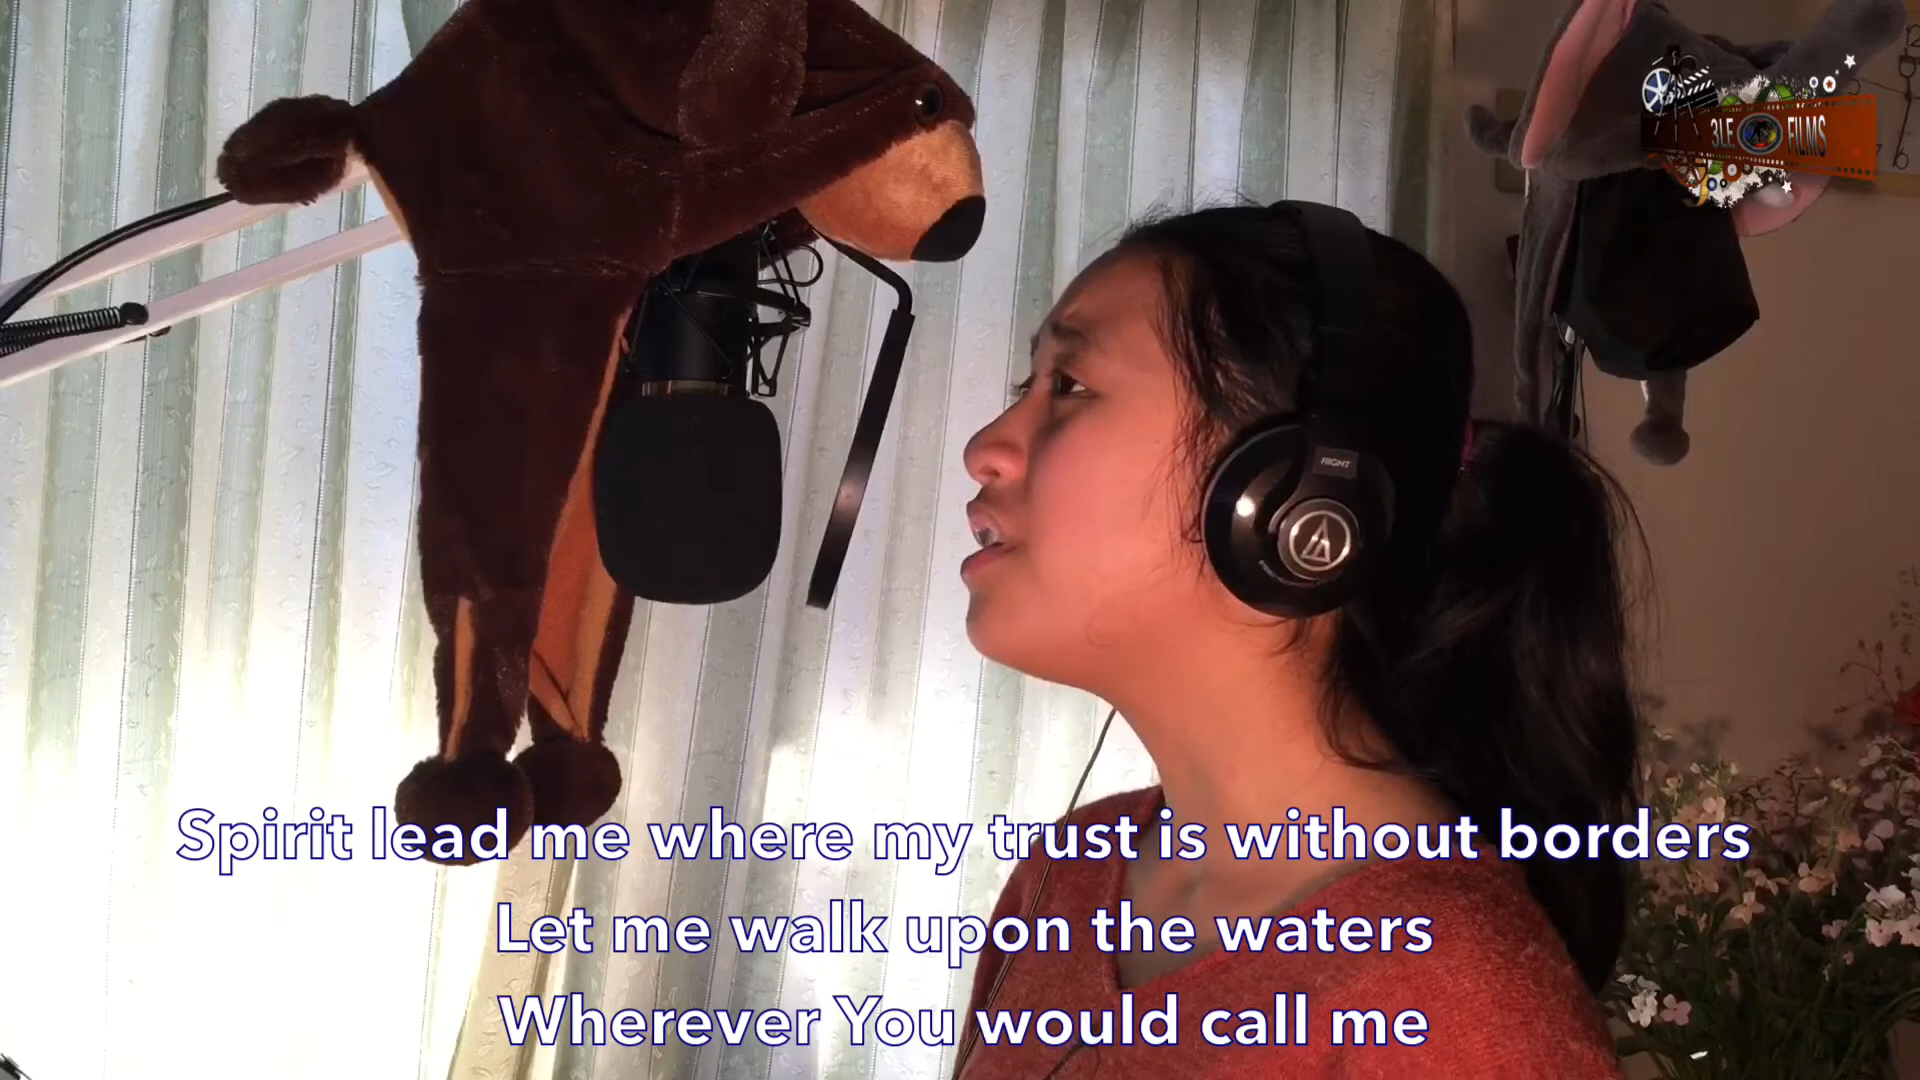 3LE FILMS
RIGHT
Spirit lead me where my trust is without borders
Let me walk upon the waters
Wherever You would call me